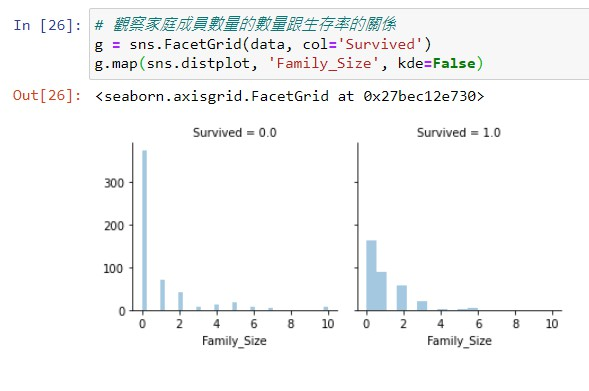 In [26]: # 觀察家庭成員數量的數量跟生存率的關係
g = sns.FacetGrid(data, col='Survived')
g.map(sns.distplot, 'Family_Size', kde=False)
Out[26]: <seaborn.axisgrid.FacetGrid at 0x27bec12e730>
Survived = 0.0 Survived = 1.0
300
200
100
0
0 2 4 6 8 10 0 2 4 6 8 10
Family_Size Family_Size